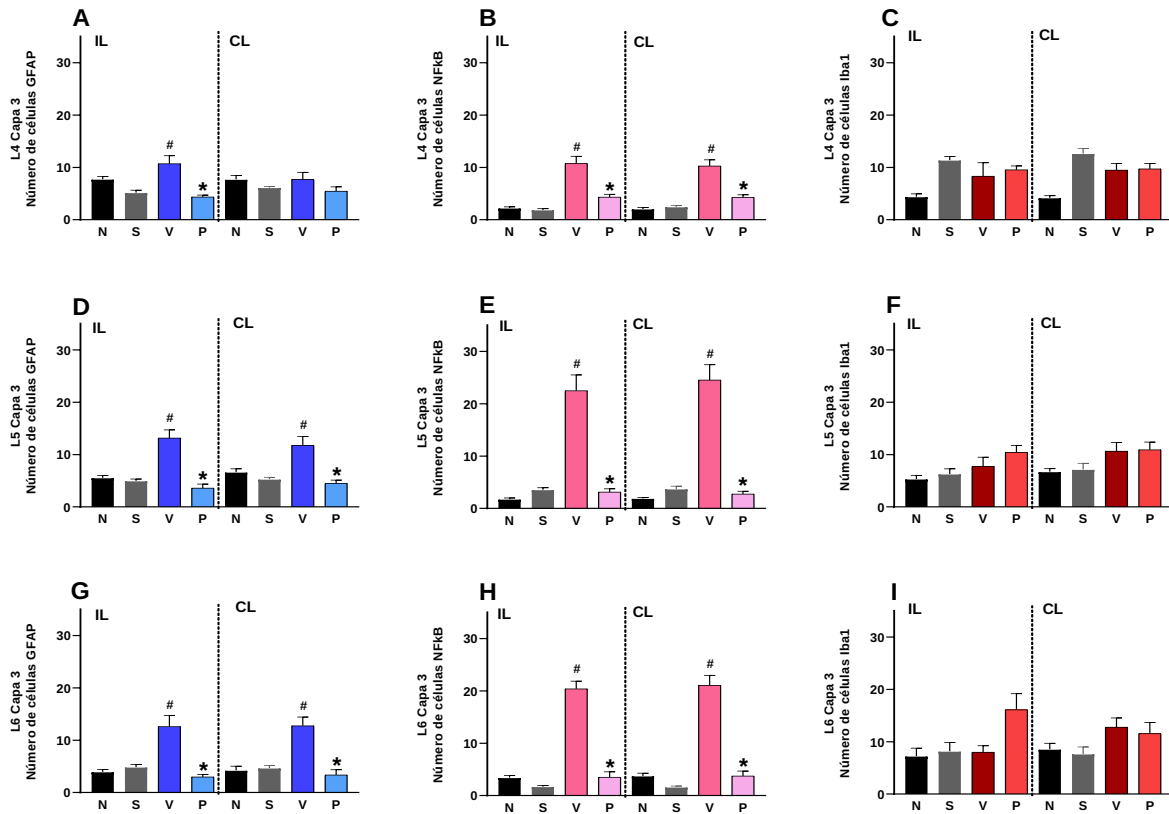 A
L4 Capa 3
Número de células GFAP
IL
CL
30
20
10
0
#
*
N S V P N S V P
B
L4 Capa 3
Número de células NFkB
IL
CL
30
20
10
0
#
*
#
*
N S V P N S V P
C
L4 Capa 3
Número de células Iba1
IL
CL
30
20
10
0
N S V P N S V P
D
L5 Capa 3
Número de células GFAP
IL
CL
30
20
10
0
#
*
#
*
N S V P N S V P
E
L5 Capa 3
Número de células NFkB
IL
CL
30
20
10
0
#
*
#
*
N S V P N S V P
F
L5 Capa 3
Número de células Iba1
IL
CL
30
20
10
0
N S V P N S V P
G
L6 Capa 3
Número de células GFAP
IL
CL
30
20
10
0
#
*
#
*
N S V P N S V P
H
L6 Capa 3
Número de células NFkB
IL
CL
30
20
10
0
#
*
#
*
N S V P N S V P
I
L6 Capa 3
Número de células Iba1
IL
CL
30
20
10
0
N S V P N S V P